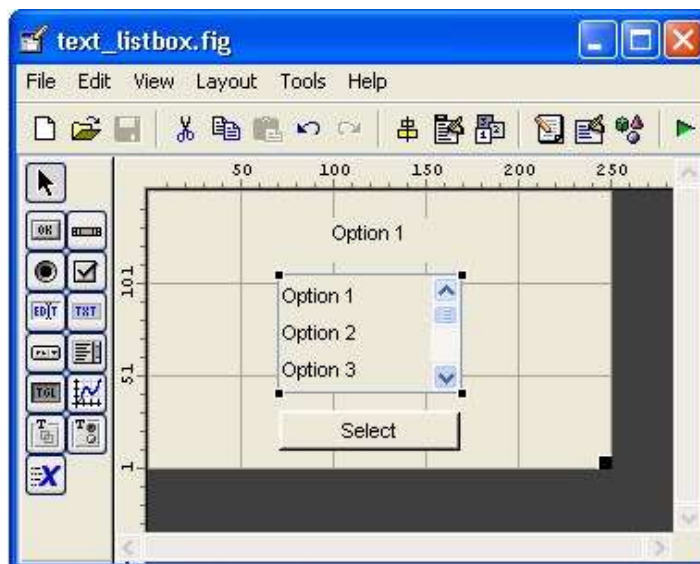 text_listbox.fig
File Edit View Layout Tools Help
50 100 150 200 250
Option 1
101
Option 1
Option 2
51
Option 3
Select
1
OK
EDIT TXT
TGL
T T
X